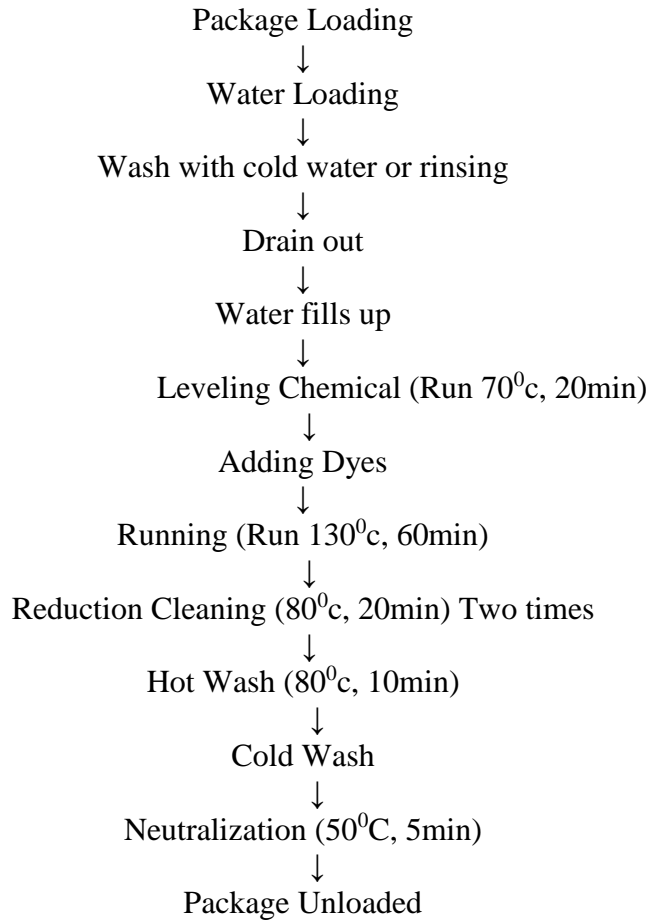 Package Loading
↓
Water Loading
↓
Wash with cold water or rinsing
↓
Drain out
↓
Water fills up
↓
Leveling Chemical (Run 70⁰c, 20min)
↓
Adding Dyes
↓
Running (Run 130⁰c, 60min)
↓
Reduction Cleaning (80⁰c, 20min) Two times
↓
Hot Wash (80⁰c, 10min)
↓
Cold Wash
↓
Neutralization (50⁰C, 5min)
↓
Package Unloaded